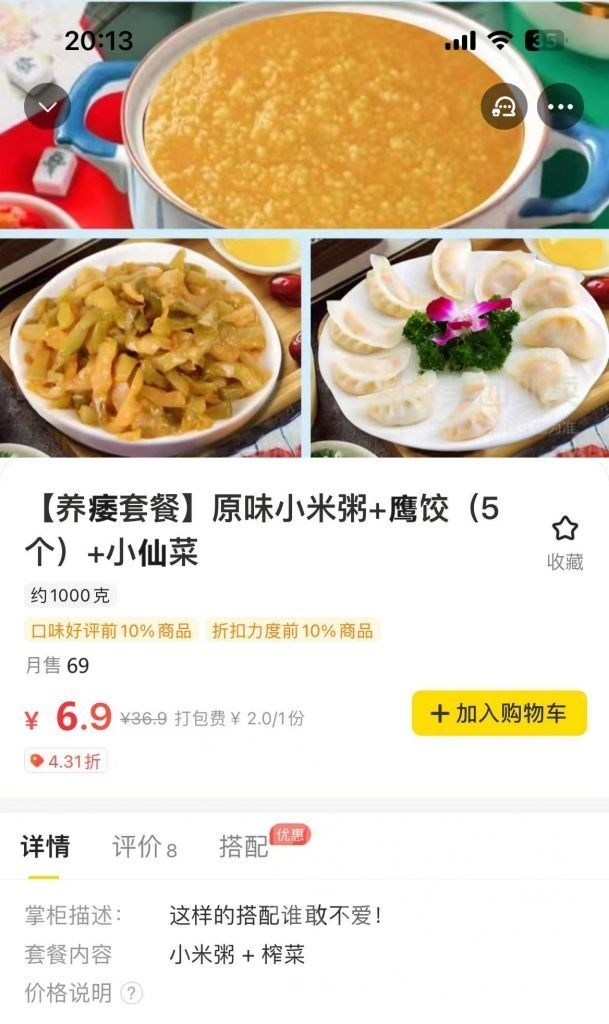 20:13
35
【养痿套餐】原味小米粥+鹰饺（5
个）+小仙菜
收藏
约1000克
口味好评前10%商品 折扣力度前10%商品
月售 69
¥ 6.9 ¥36.9 打包费 ¥ 2.0/1份
+加入购物车
4.31折
详情 评价 8 搭配 优惠
掌柜描述： 这样的搭配谁敢不爱！
套餐内容 小米粥 + 榨菜
价格说明 ?